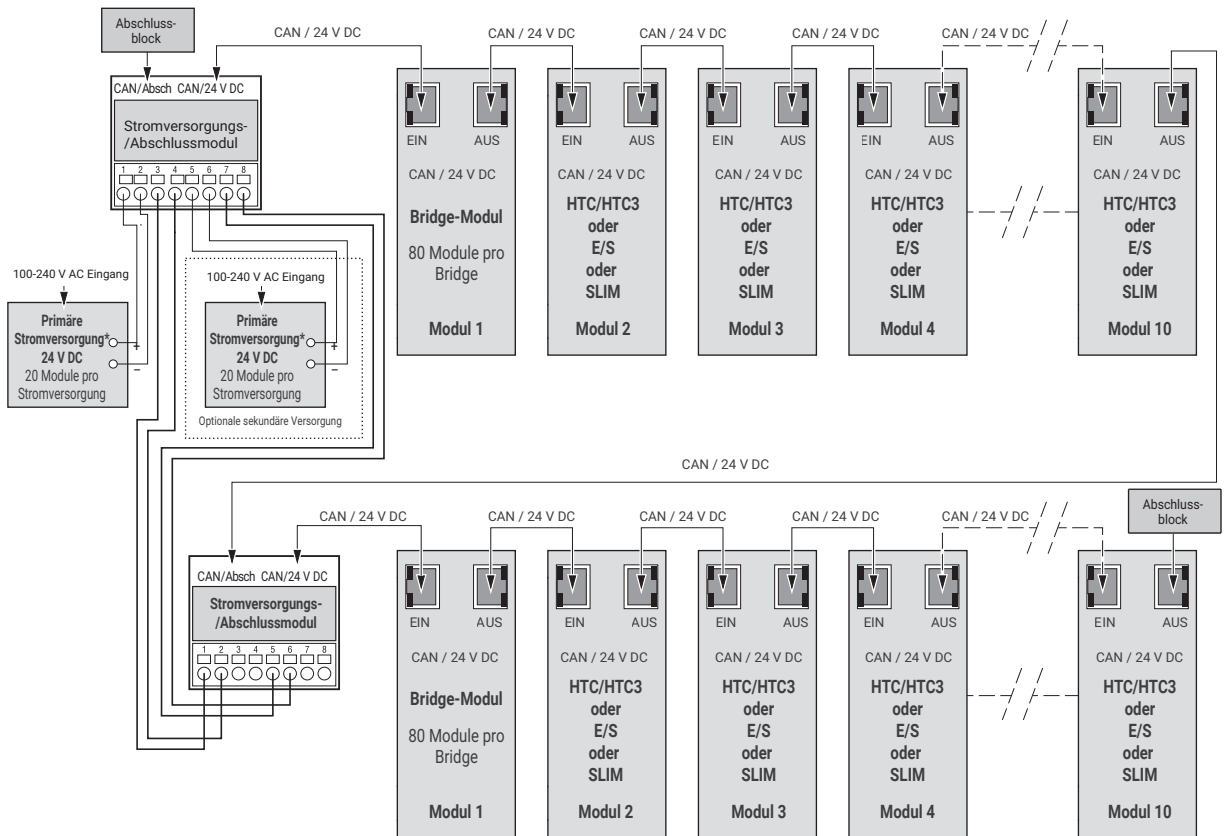 Abschluss-
block
CAN / 24 V DC
CAN / 24 V DC
CAN / 24 V DC
CAN / 24 V DC
CAN / 24 V DC
CAN/Absch CAN/24 V DC
Stromversorgungs-
/Abschlussmodul
1 2 3 4 5 6 7 8
EIN AUS
CAN / 24 V DC
Bridge-Modul
80 Module pro
Bridge
Modul 1
EIN AUS
CAN / 24 V DC
HTC/HTC3
oder
E/S
oder
SLIM
Modul 2
EIN AUS
CAN / 24 V DC
HTC/HTC3
oder
E/S
oder
SLIM
Modul 3
EIN AUS
CAN / 24 V DC
HTC/HTC3
oder
E/S
oder
SLIM
Modul 4
EIN AUS
CAN / 24 V DC
HTC/HTC3
oder
E/S
oder
SLIM
Modul 10
100-240 V AC Eingang
Primäre
Stromversorgung*
24 V DC
20 Module pro
Stromversorgung
+
–
100-240 V AC Eingang
Primäre
Stromversorgung*
24 V DC
20 Module pro
Stromversorgung
+
–
Optionale sekundäre Versorgung
CAN / 24 V DC
CAN / 24 V DC
CAN / 24 V DC
CAN / 24 V DC
CAN / 24 V DC
CAN / 24 V DC
Abschluss-
block
CAN/Absch CAN/24 V DC
Stromversorgungs-
/Abschlussmodul
1 2 3 4 5 6 7 8
EIN AUS
CAN / 24 V DC
Bridge-Modul
80 Module pro
Bridge
Modul 1
EIN AUS
CAN / 24 V DC
HTC/HTC3
oder
E/S
oder
SLIM
Modul 2
EIN AUS
CAN / 24 V DC
HTC/HTC3
oder
E/S
oder
SLIM
Modul 3
EIN AUS
CAN / 24 V DC
HTC/HTC3
oder
E/S
oder
SLIM
Modul 4
EIN AUS
CAN / 24 V DC
HTC/HTC3
oder
E/S
oder
SLIM
Modul 10